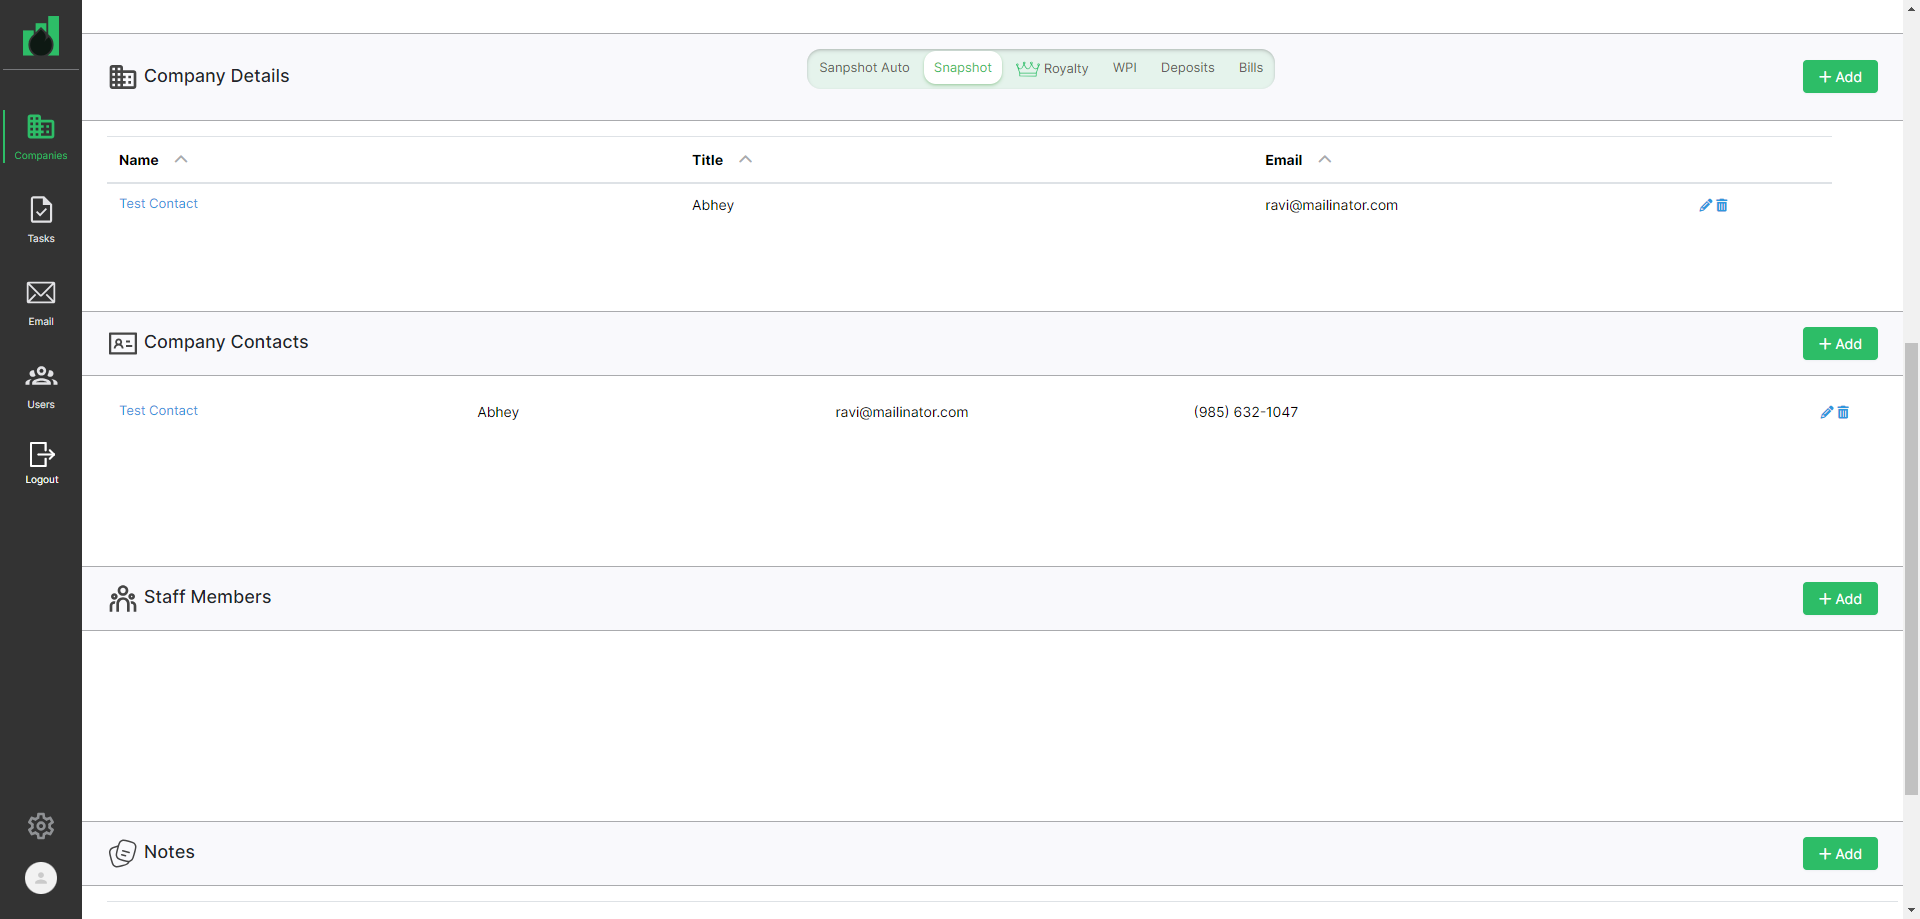 Companies
Tasks
Email
Users
Logout
Company Details
Sanpshot Auto Snapshot Royalty WPI Deposits Bills
+ Add
Name Title Email
Test Contact Abhey ravi@mailinator.com
Company Contacts
+ Add
Test Contact Abhey ravi@mailinator.com (985) 632-1047
Staff Members
+ Add
Notes
+ Add